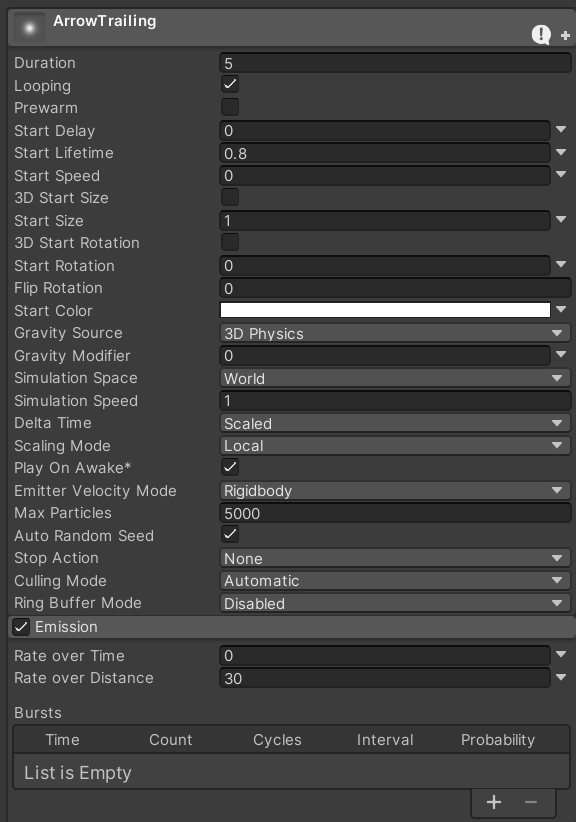 ArrowTrailing
Duration 5
Looping
Prewarm
Start Delay 0
Start Lifetime 0.8
Start Speed 0
3D Start Size
Start Size 1
3D Start Rotation
Start Rotation 0
Flip Rotation 0
Start Color
Gravity Source 3D Physics
Gravity Modifier 0
Simulation Space World
Simulation Speed 1
Delta Time Scaled
Scaling Mode Local
Play On Awake*
Emitter Velocity Mode Rigidbody
Max Particles 5000
Auto Random Seed
Stop Action None
Culling Mode Automatic
Ring Buffer Mode Disabled
Emission
Rate over Time 0
Rate over Distance 30
Bursts
Time Count Cycles Interval Probability
List is Empty